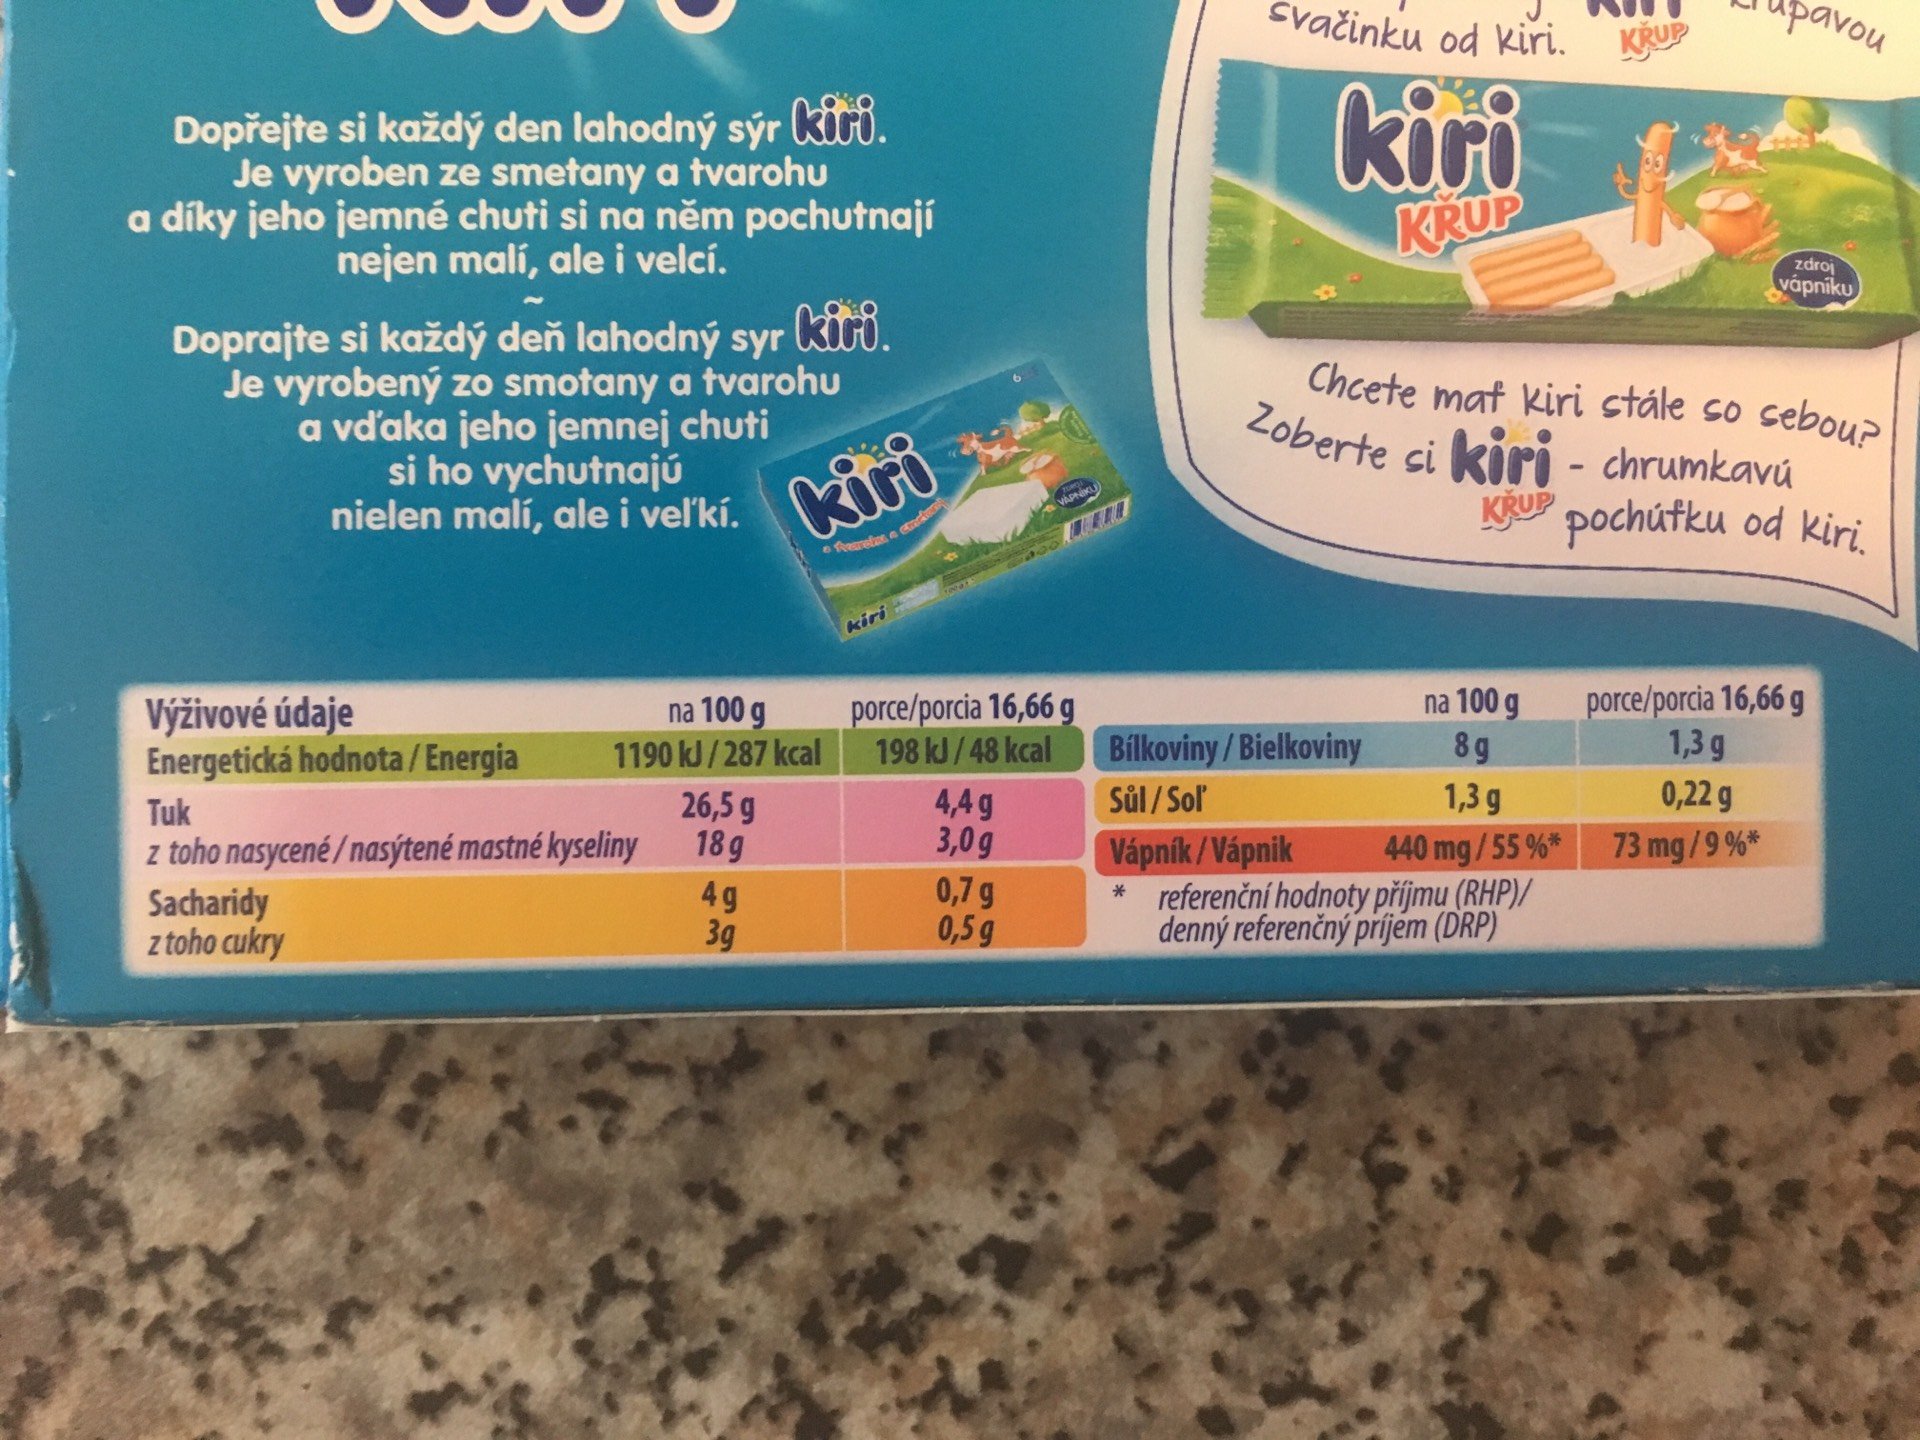 Dopřejte si každý den lahodný sýr kiri.
Je vyroben ze smetany a tvarohu
a díky jeho jemné chuti si na něm pochutnají
nejen malí, ale i velcí.
~
Doprajte si každý deň lahodný syr kiri.
Je vyrobený zo smotany a tvarohu
a vďaka jeho jemnej chuti
si ho vychutnajú
nielen malí, ale i veľkí.
kiri
z tvarohu a smetany
zdroj
VÁPNÍKU
100 g
kiri
svačinku od kiri.
KŘUP
křupavou
kiri
KŘUP
zdroj
vápníku
Chcete mať kiri stále so sebou?
Zoberte si kiri - chrumkavú
KŘUP pochúťku od kiri.
Výživové údaje na 100 g porce/porcia 16,66 g
Energetická hodnota / Energia 1190 kJ / 287 kcal 198 kJ / 48 kcal
Tuk 26,5 g 4,4 g
z toho nasycené / nasýtené mastné kyseliny 18 g 3,0 g
Sacharidy 4 g 0,7 g
z toho cukry 3g 0,5 g
na 100 g porce/porcia 16,66 g
Bílkoviny / Bielkoviny 8 g 1,3 g
Sůl / Soľ 1,3 g 0,22 g
Vápník / Vápnik 440 mg / 55 %* 73 mg / 9 %*
* referenční hodnoty příjmu (RHP)/
denný referenčný príjem (DRP)